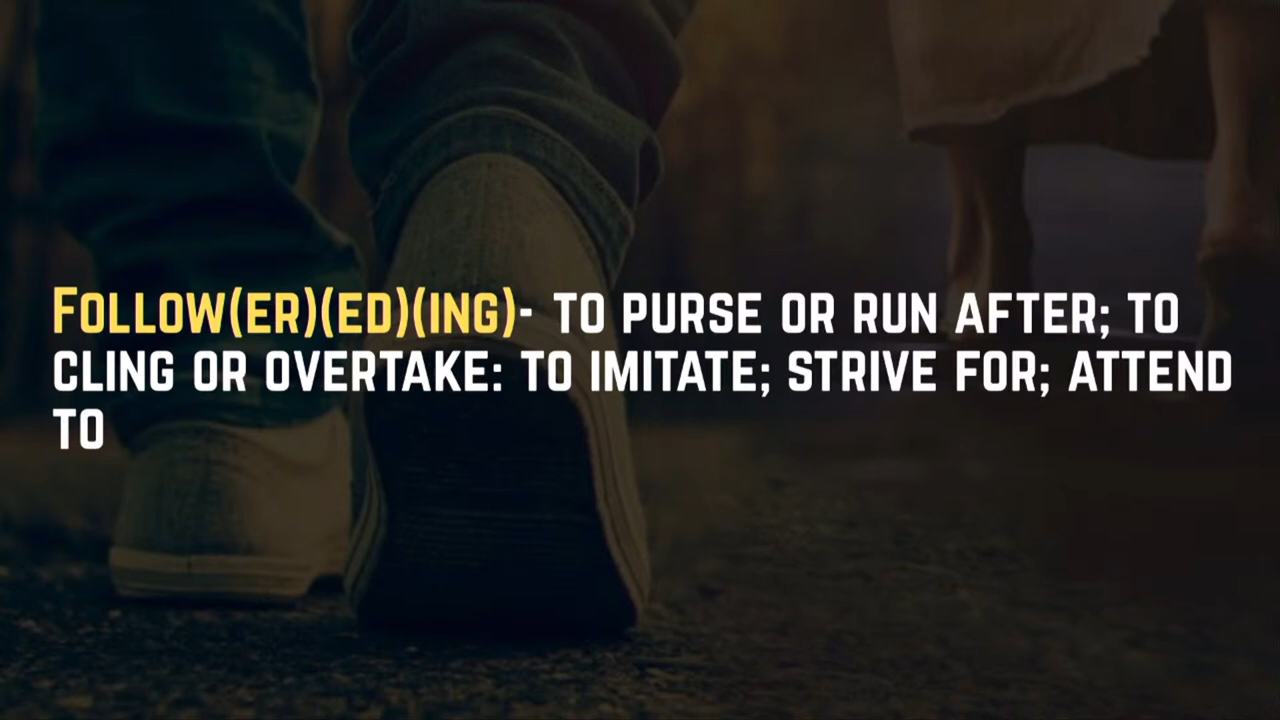 Follow(er)(ed)(ing)- to purse or run after; to
cling or overtake: to imitate; strive for; attend
to